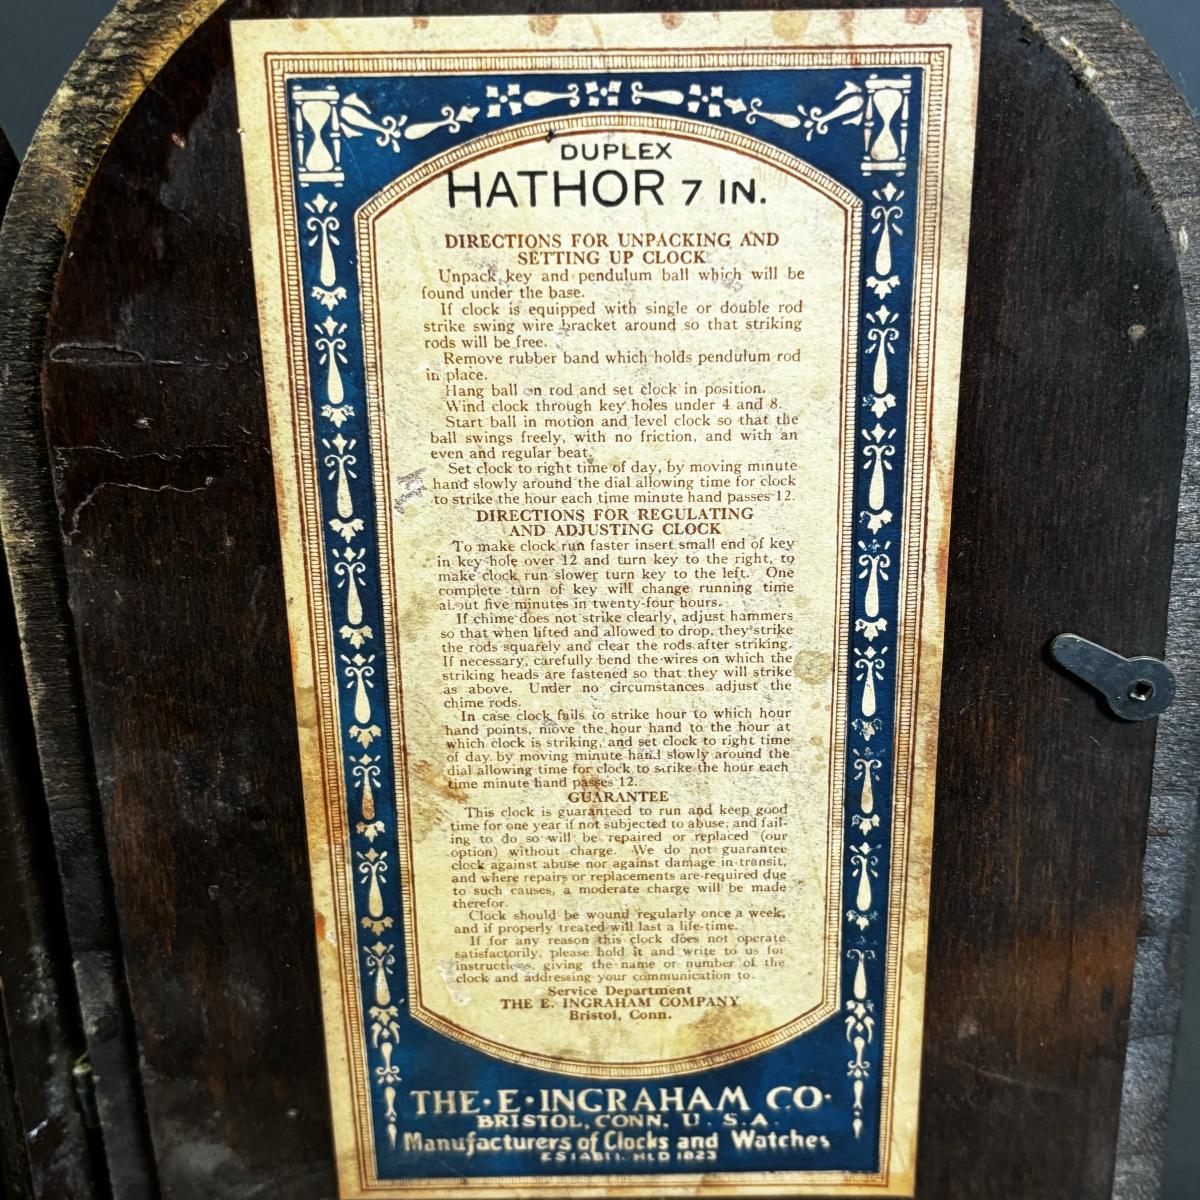 DUPLEX
HATHOR 7 IN.
DIRECTIONS FOR UNPACKING AND
SETTING UP CLOCK
Unpack key and pendulum ball which will be
found under the base.
If clock is equipped with single or double rod
strike swing wire bracket around so that striking
rods will be free.
Remove rubber band which holds pendulum rod
in place.
Hang ball on rod and set clock in position.
Wind clock through key holes under 4 and 8.
Start ball in motion and level clock so that the
ball swings freely, with no friction, and with an
even and regular beat.
Set clock to right time of day, by moving minute
hand slowly around the dial allowing time for clock
to strike the hour each time minute hand passes 12.
DIRECTIONS FOR REGULATING
AND ADJUSTING CLOCK
To make clock run faster insert small end of key
in key hole over 12 and turn key to the right, to
make clock run slower turn key to the left. One
complete turn of key will change running time
about five minutes in twenty-four hours.
If chime does not strike clearly, adjust hammers
so that when lifted and allowed to drop, they strike
the rods squarely and clear the rods after striking.
If necessary, carefully bend the wires on which the
striking heads are fastened so that they will strike
as above. Under no circumstances adjust the
chime rods.
In case clock fails to strike hour to which hour
hand points, move the hour hand to the hour at
which clock is striking, and set clock to right time
of day by moving minute hand slowly around the
dial allowing time for clock to strike the hour each
time minute hand passes 12.
GUARANTEE
This clock is guaranteed to run and keep good
time for one year if not subjected to abuse, and fail-
ing to do so will be repaired or replaced (our
option) without charge. We do not guarantee
clock against abuse nor against damage in transit,
and where repairs or replacements are required due
to such causes, a moderate charge will be made
therefor.
Clock should be wound regularly once a week,
and if properly treated will last a life-time.
If for any reason this clock does not operate
satisfactorily, please hold it and write to us for
instructions, giving the name or number of the
clock and addressing your communication to
Service Department
THE E. INGRAHAM COMPANY
Bristol, Conn.
THE·E·INGRAHAM CO·
BRISTOL, CONN. U. S. A.
Manufacturers of Clocks and Watches
ESTABLISHED 1823